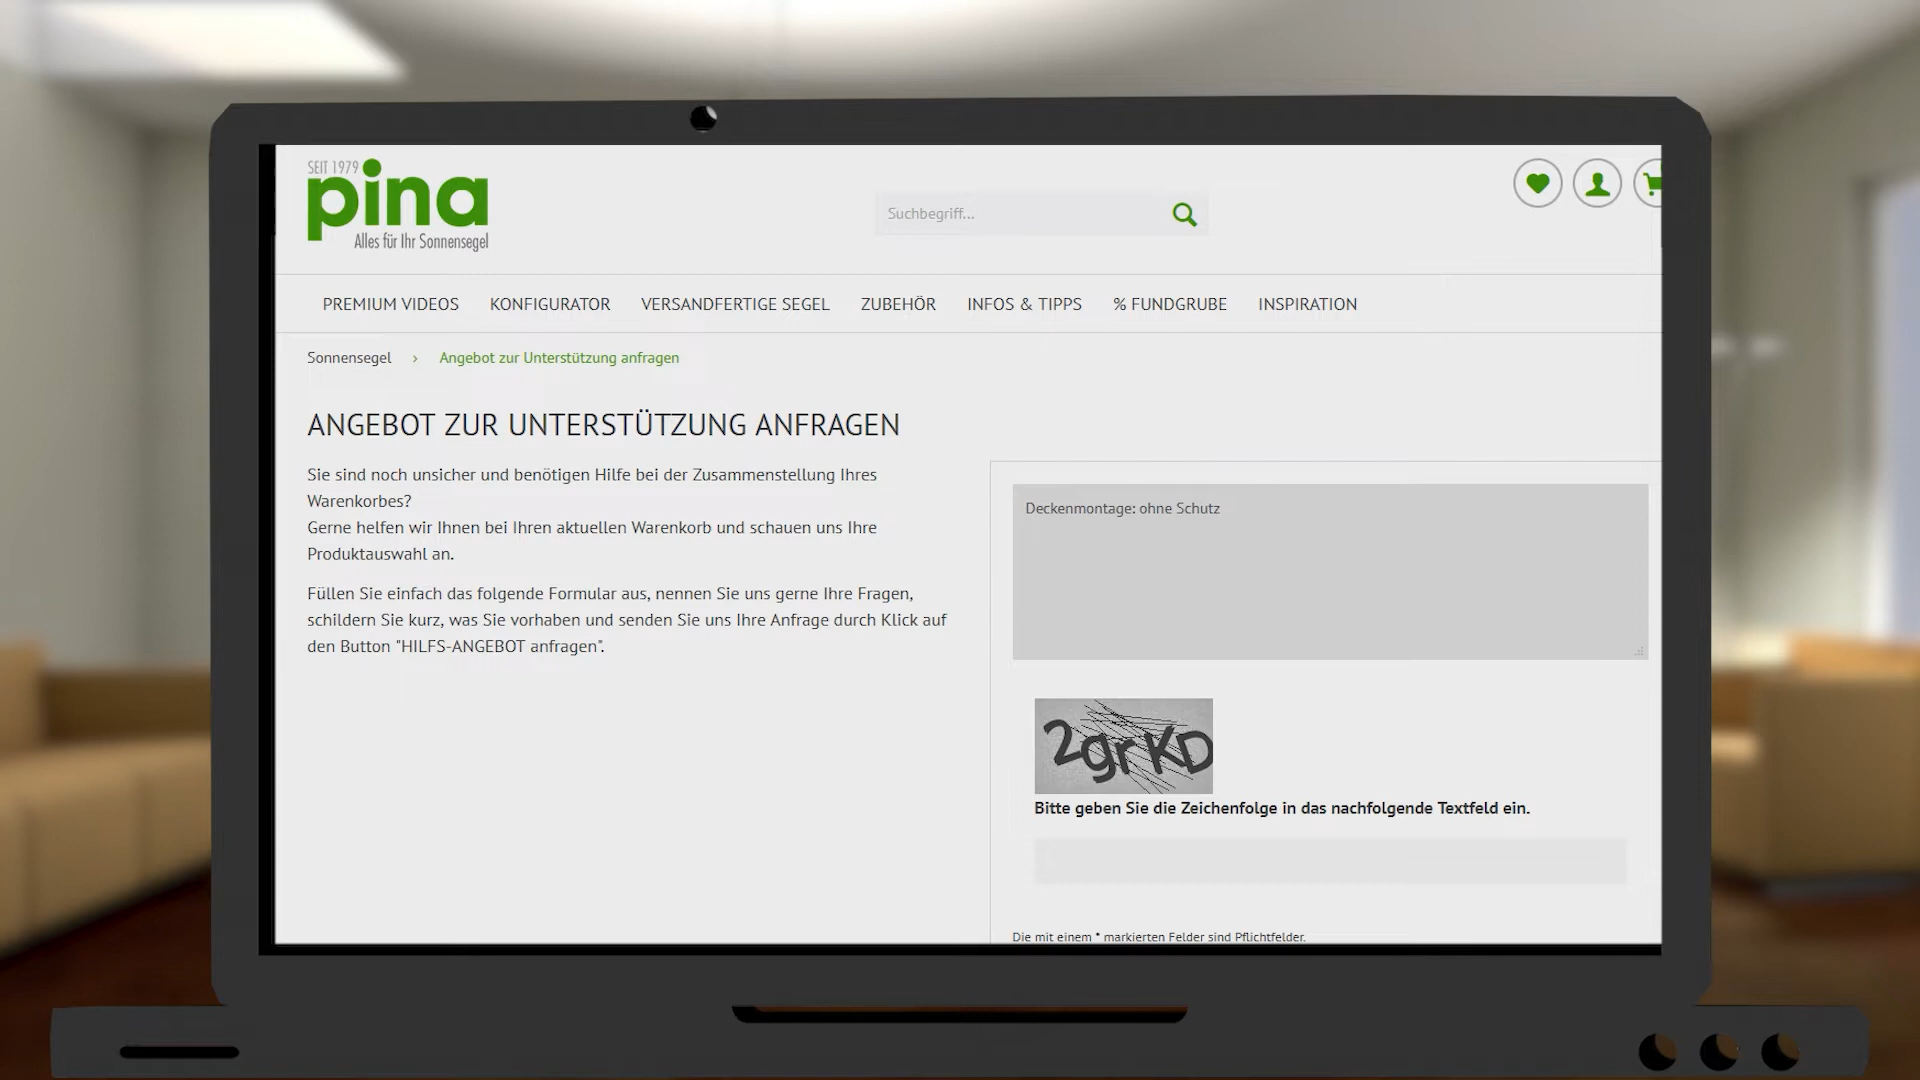 SEIT 1979
pina
Alles für Ihr Sonnensegel
Suchbegriff...
PREMIUM VIDEOS KONFIGURATOR VERSANDFERTIGE SEGEL ZUBEHÖR INFOS & TIPPS % FUNDGRUBE INSPIRATION
Sonnensegel › Angebot zur Unterstützung anfragen
ANGEBOT ZUR UNTERSTÜTZUNG ANFRAGEN
Sie sind noch unsicher und benötigen Hilfe bei der Zusammenstellung Ihres
Warenkorbes?
Gerne helfen wir Ihnen bei Ihren aktuellen Warenkorb und schauen uns Ihre
Produktauswahl an.
Füllen Sie einfach das folgende Formular aus, nennen Sie uns gerne Ihre Fragen,
schildern Sie kurz, was Sie vorhaben und senden Sie uns Ihre Anfrage durch Klick auf
den Button "HILFS-ANGEBOT anfragen".
Deckenmontage: ohne Schutz
2grKD
Bitte geben Sie die Zeichenfolge in das nachfolgende Textfeld ein.
Die mit einem * markierten Felder sind Pflichtfelder.